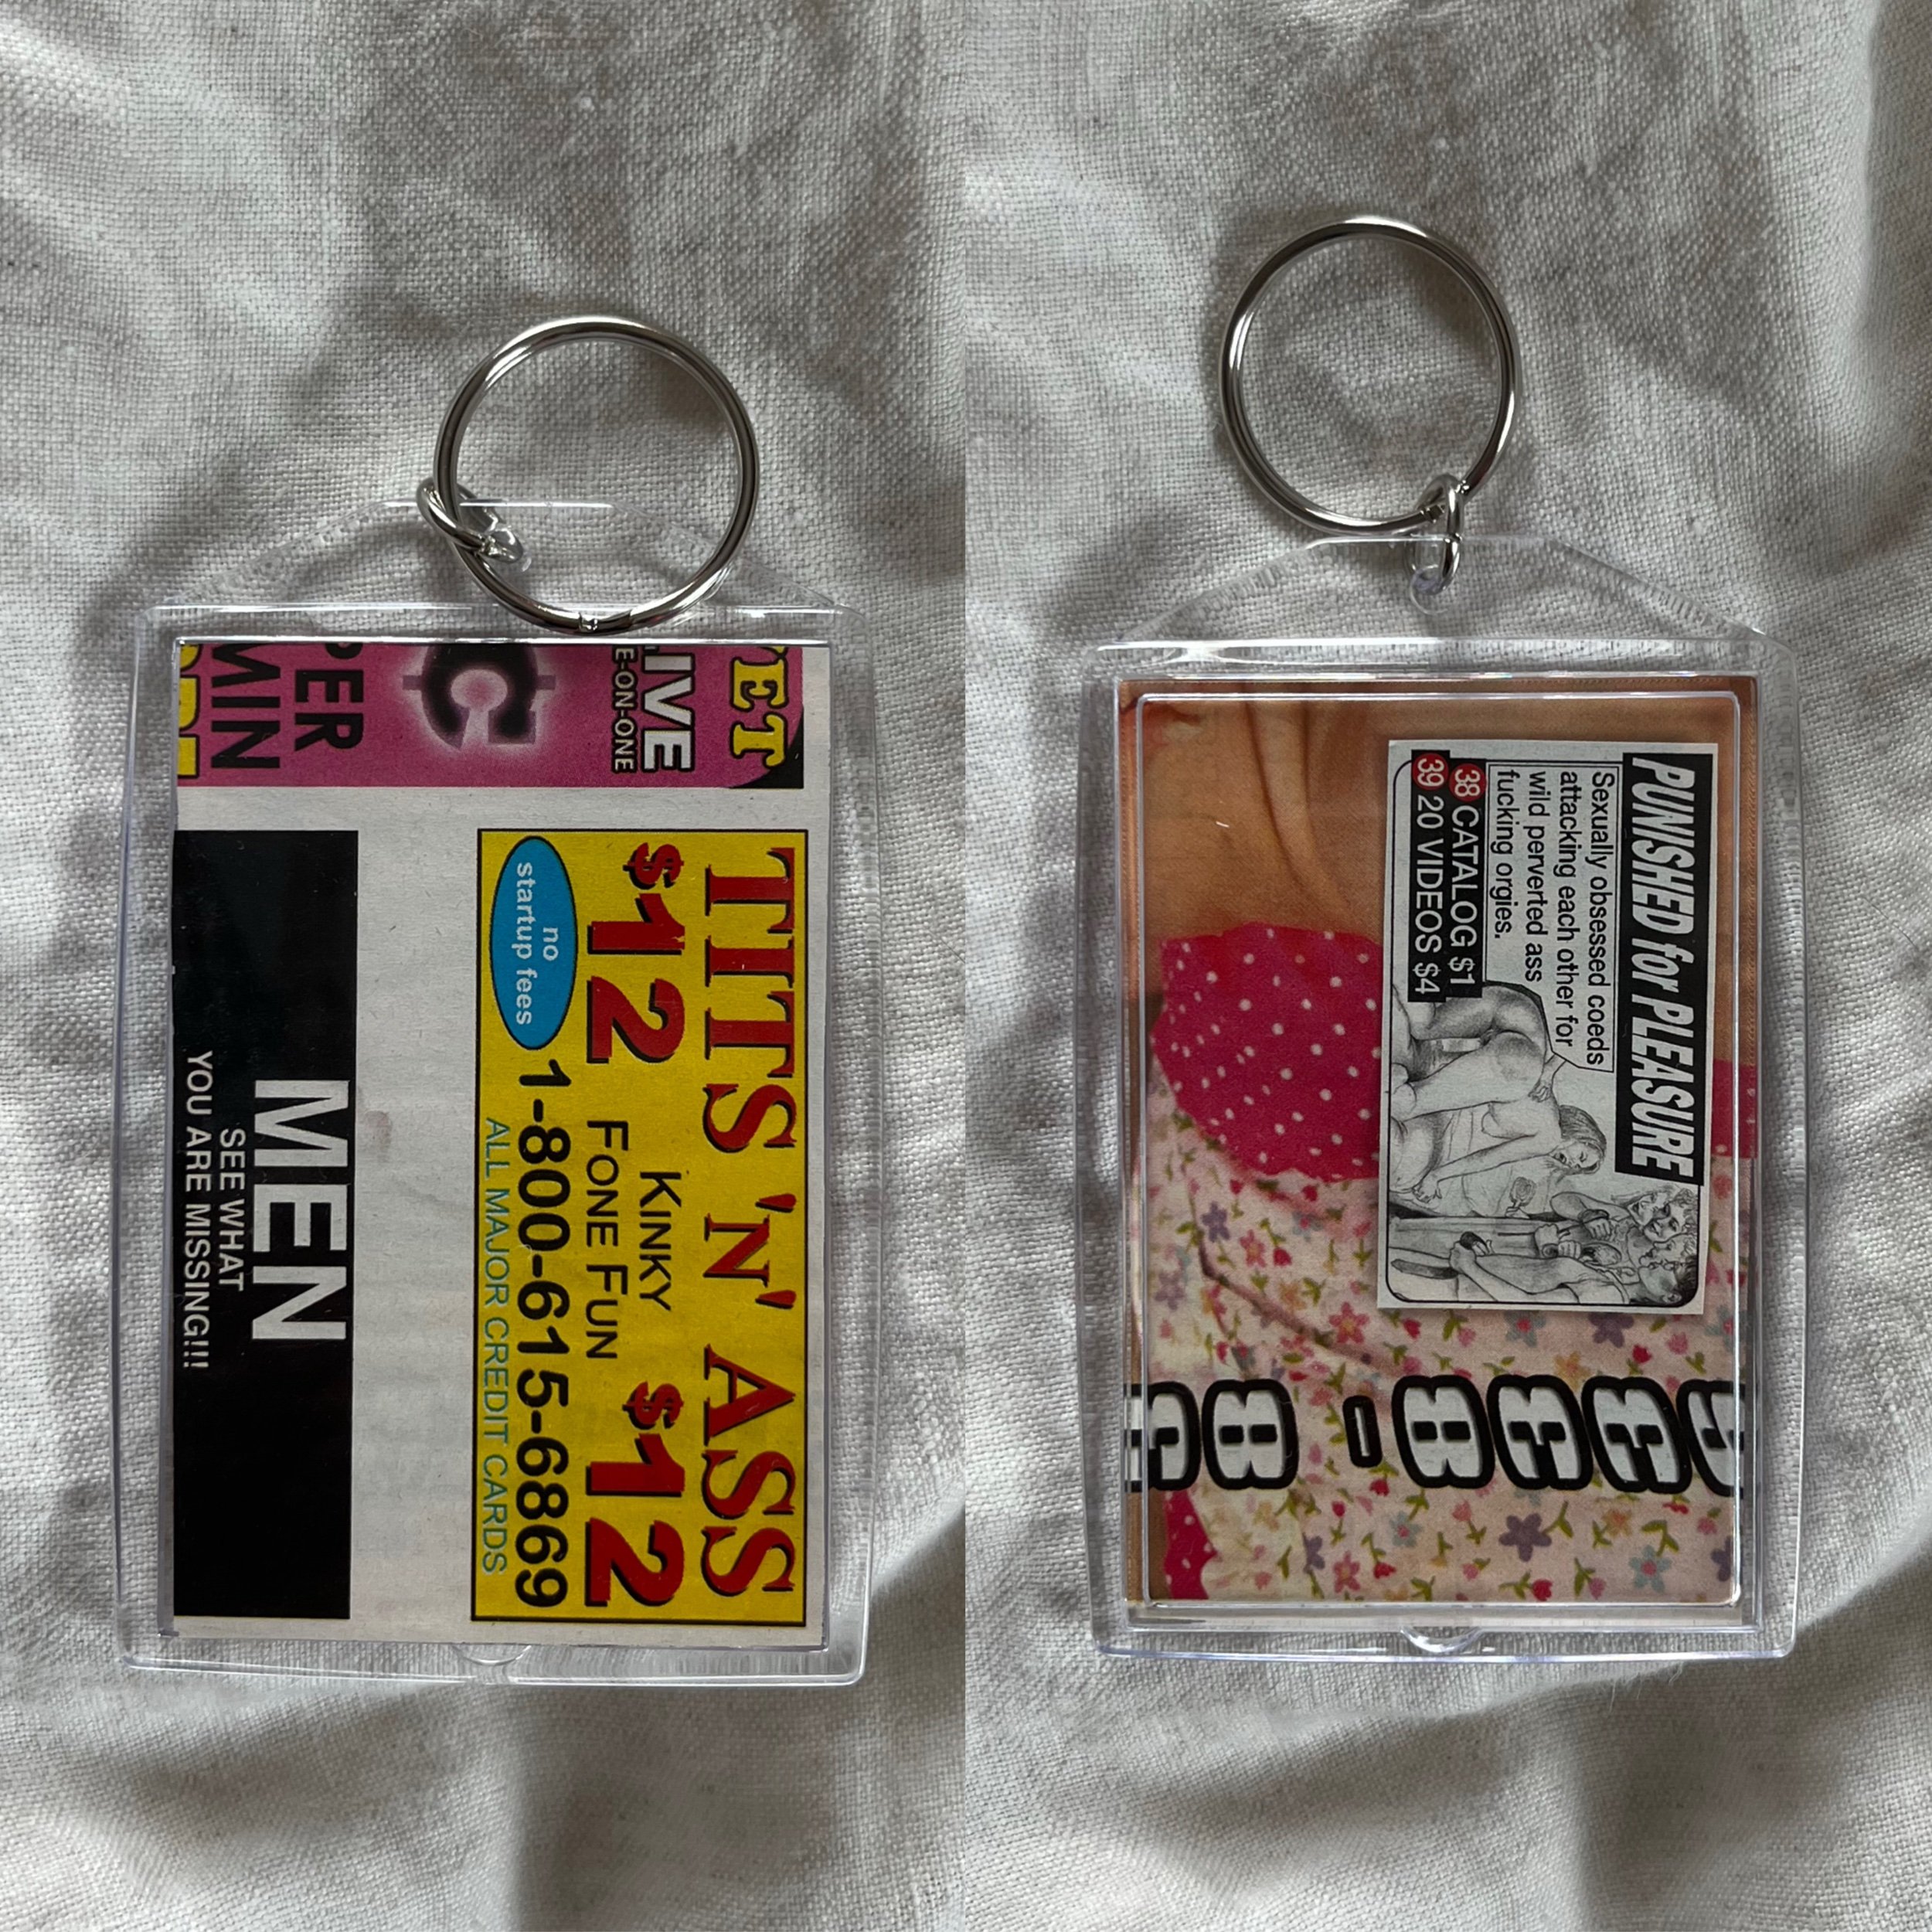 ET
LIVE
E-ON-ONE
¢
PER
MIN
TITS 'N' ASS
$12 KINKY $12
FONE FUN
no
startup fees
1-800-615-6869
ALL MAJOR CREDIT CARDS
MEN
SEE WHAT
YOU ARE MISSING!!!
PUNISHED for PLEASURE
Sexually obsessed coeds
attacking each other for
wild perverted ass
fucking orgies.
38 CATALOG $1
39 20 VIDEOS $4